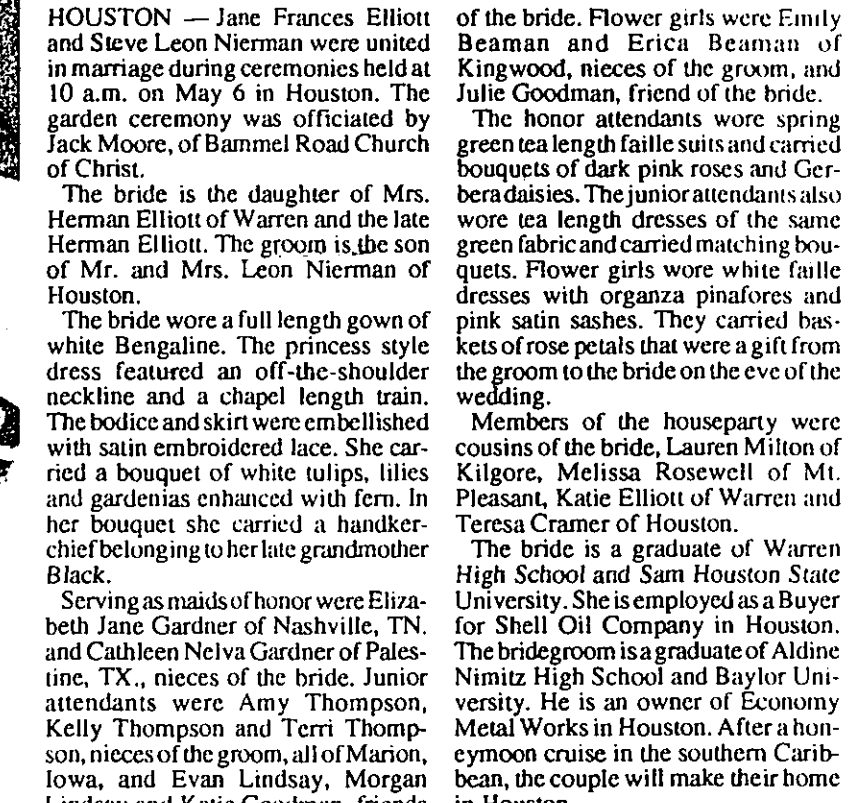 HOUSTON — Jane Frances Elliott
and Steve Leon Nierman were united
in marriage during ceremonies held at
10 a.m. on May 6 in Houston. The
garden ceremony was officiated by
Jack Moore, of Bammel Road Church
of Christ.
The bride is the daughter of Mrs.
Herman Elliott of Warren and the late
Herman Elliott. The groom is the son
of Mr. and Mrs. Leon Nierman of
Houston.
The bride wore a full length gown of
white Bengaline. The princess style
dress featured an off-the-shoulder
neckline and a chapel length train.
The bodice and skirt were embellished
with satin embroidered lace. She car-
ried a bouquet of white tulips, lilies
and gardenias enhanced with fern. In
her bouquet she carried a handker-
chief belonging to her late grandmother
Black.
Serving as maids of honor were Eliza-
beth Jane Gardner of Nashville, TN.
and Cathleen Nelva Gardner of Pales-
tine, TX., nieces of the bride. Junior
attendants were Amy Thompson,
Kelly Thompson and Terri Thomp-
son, nieces of the groom, all of Marion,
Iowa, and Evan Lindsay, Morgan
Lindsay and Katie Goodman, friends
of the bride. Flower girls were Emily
Beaman and Erica Beaman of
Kingwood, nieces of the groom, and
Julie Goodman, friend of the bride.
The honor attendants wore spring
green tea length faille suits and carried
bouquets of dark pink roses and Ger-
bera daisies. The junior attendants also
wore tea length dresses of the same
green fabric and carried matching bou-
quets. Flower girls wore white faille
dresses with organza pinafores and
pink satin sashes. They carried bas-
kets of rose petals that were a gift from
the groom to the bride on the eve of the
wedding.
Members of the houseparty were
cousins of the bride, Lauren Milton of
Kilgore, Melissa Rosewell of Mt.
Pleasant, Katie Elliott of Warren and
Teresa Cramer of Houston.
The bride is a graduate of Warren
High School and Sam Houston State
University. She is employed as a Buyer
for Shell Oil Company in Houston.
The bridegroom is a graduate of Aldine
Nimitz High School and Baylor Uni-
versity. He is an owner of Economy
Metal Works in Houston. After a hon-
eymoon cruise in the southern Carib-
bean, the couple will make their home
in Houston.